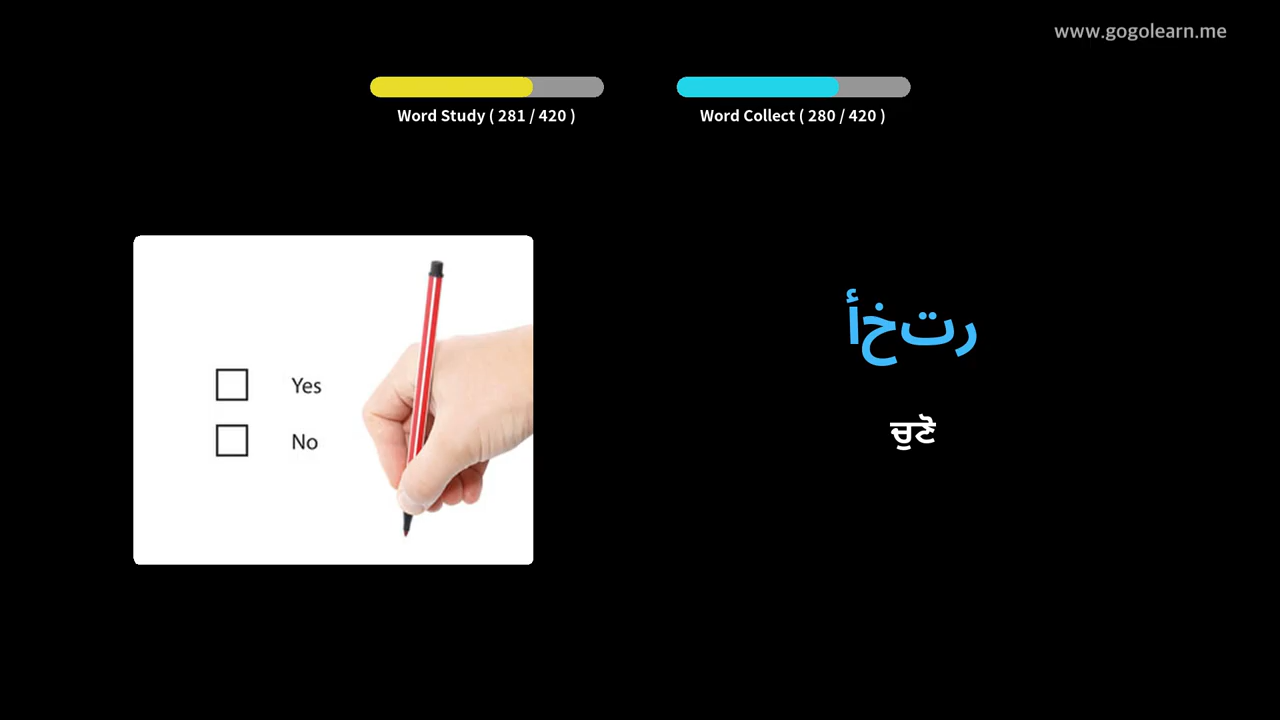 www.gogolearn.me
Word Study ( 281 / 420 )
Word Collect ( 280 / 420 )
رتخأ
ਚੁਣੋ
Yes
No